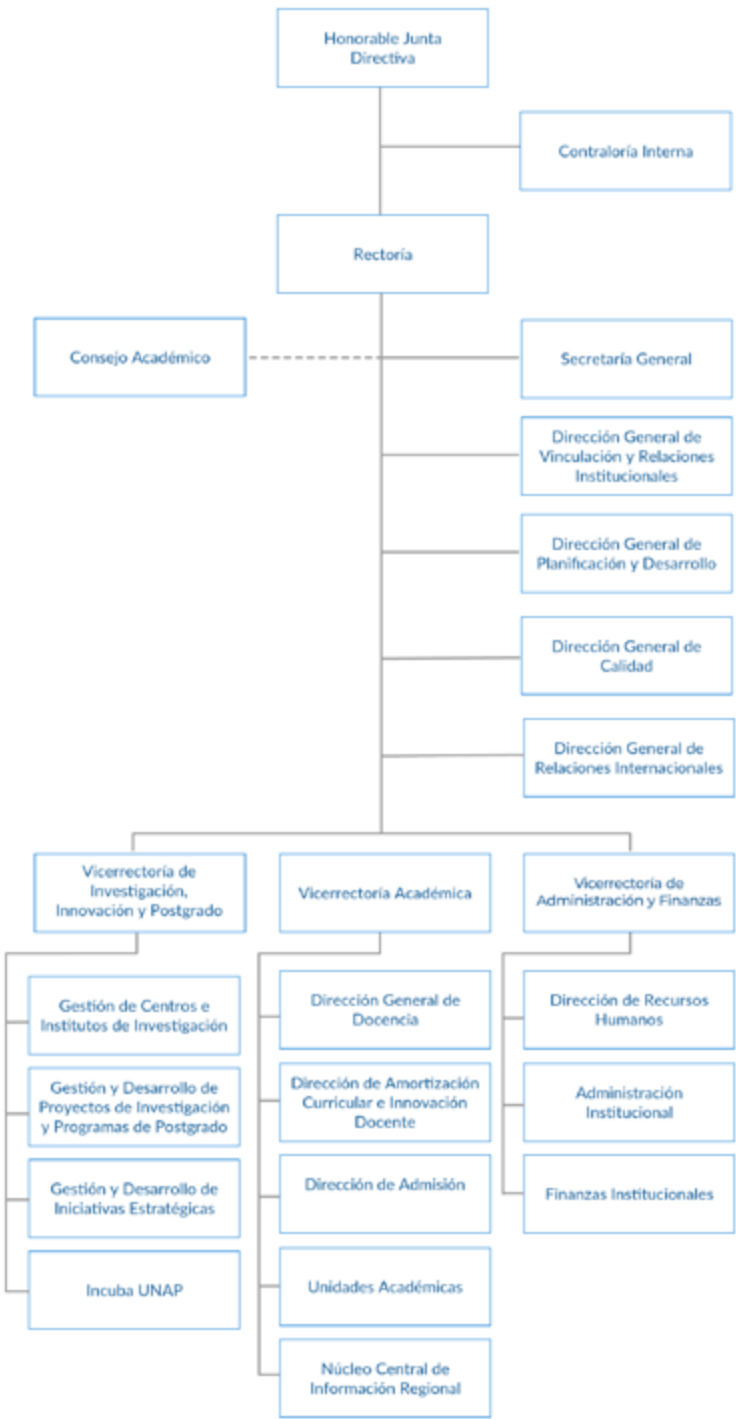 Honorable Junta
Directiva
Contraloría Interna
Rectoría
Consejo Académico
Secretaría General
Dirección General de
Vinculación y Relaciones
Institucionales
Dirección General de
Planificación y Desarrollo
Dirección General de
Calidad
Dirección General de
Relaciones Internacionales
Vicerrectoría de
Investigación,
Innovación y Postgrado
Gestión de Centros e
Institutos de Investigación
Gestión y Desarrollo de
Proyectos de Investigación
y Programas de Postgrado
Gestión y Desarrollo de
Iniciativas Estratégicas
Incuba UNAP
Vicerrectoría Académica
Dirección General de
Docencia
Dirección de Amortización
Curricular e Innovación
Docente
Dirección de Admisión
Unidades Académicas
Núcleo Central de
Información Regional
Vicerrectoría de
Administración y Finanzas
Dirección de Recursos
Humanos
Administración
Institucional
Finanzas Institucionales